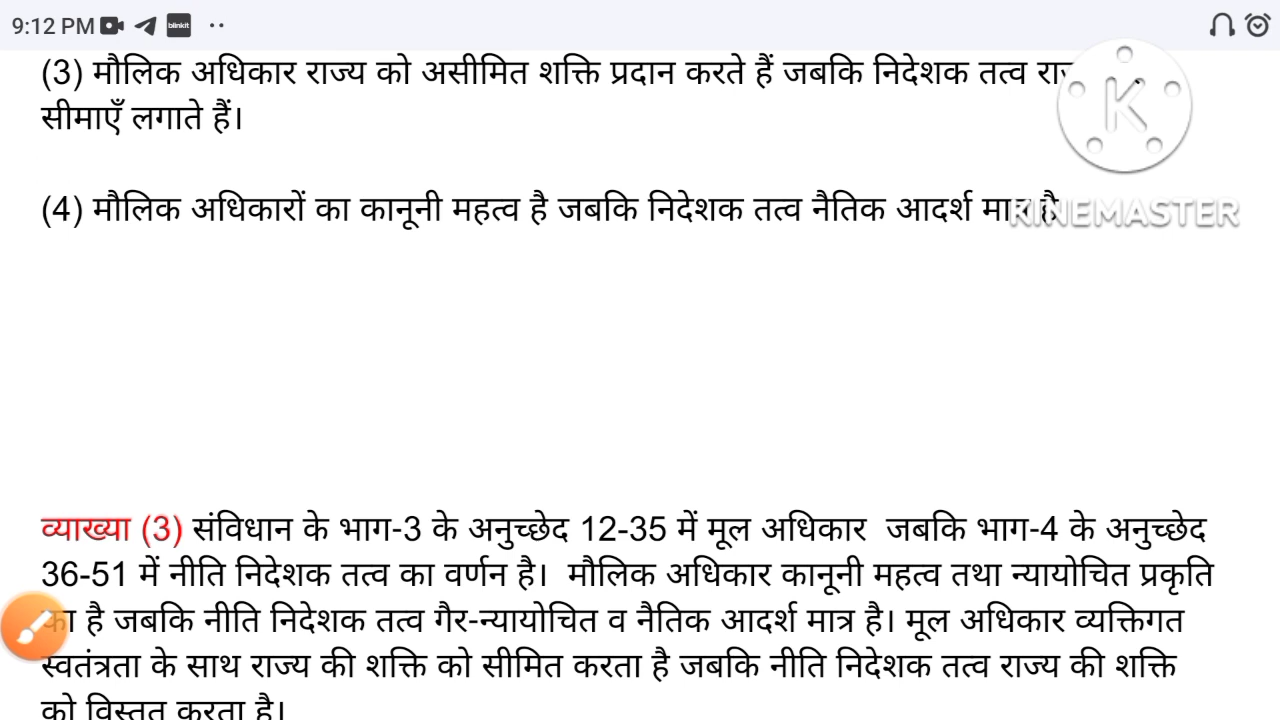 9:12 PM blinkit
(3) मौलिक अधिकार राज्य को असीमित शक्ति प्रदान करते हैं जबकि निदेशक तत्व
सीमाएँ लगाते हैं।
K
(4) मौलिक अधिकारों का कानूनी महत्व है जबकि निदेशक तत्व नैतिक आदर्श मात्र है
KINEMASTER
व्याख्या (3) संविधान के भाग-3 के अनुच्छेद 12-35 में मूल अधिकार जबकि भाग-4 के अनुच्छेद
36-51 में नीति निदेशक तत्व का वर्णन है। मौलिक अधिकार कानूनी महत्व तथा न्यायोचित प्रकृति
का है जबकि नीति निदेशक तत्व गैर-न्यायोचित व नैतिक आदर्श मात्र है। मूल अधिकार व्यक्तिगत
स्वतंत्रता के साथ राज्य की शक्ति को सीमित करता है जबकि नीति निदेशक तत्व राज्य की शक्ति
को विस्तृत करता है।